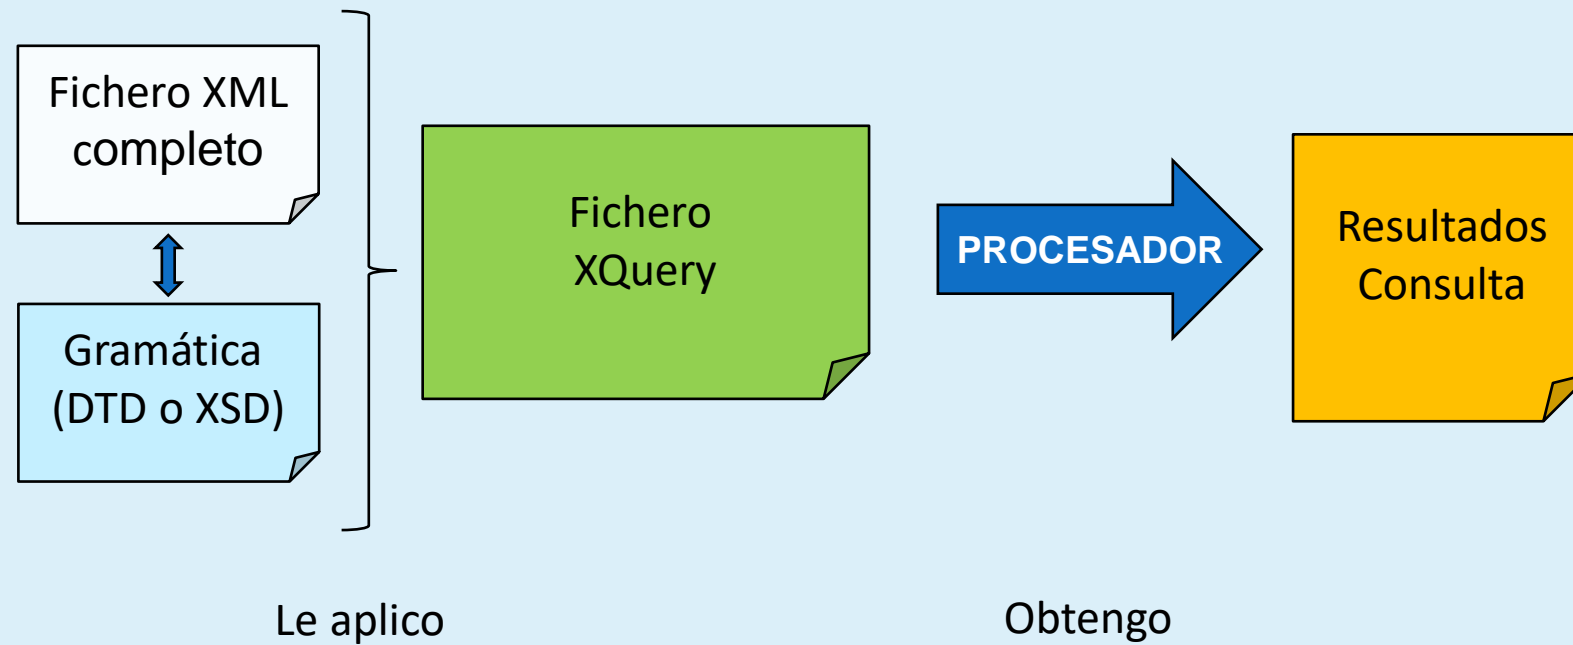 Fichero XML
completo
Gramática
(DTD o XSD)
Fichero
XQuery
PROCESADOR
Resultados
Consulta
Le aplico
Obtengo